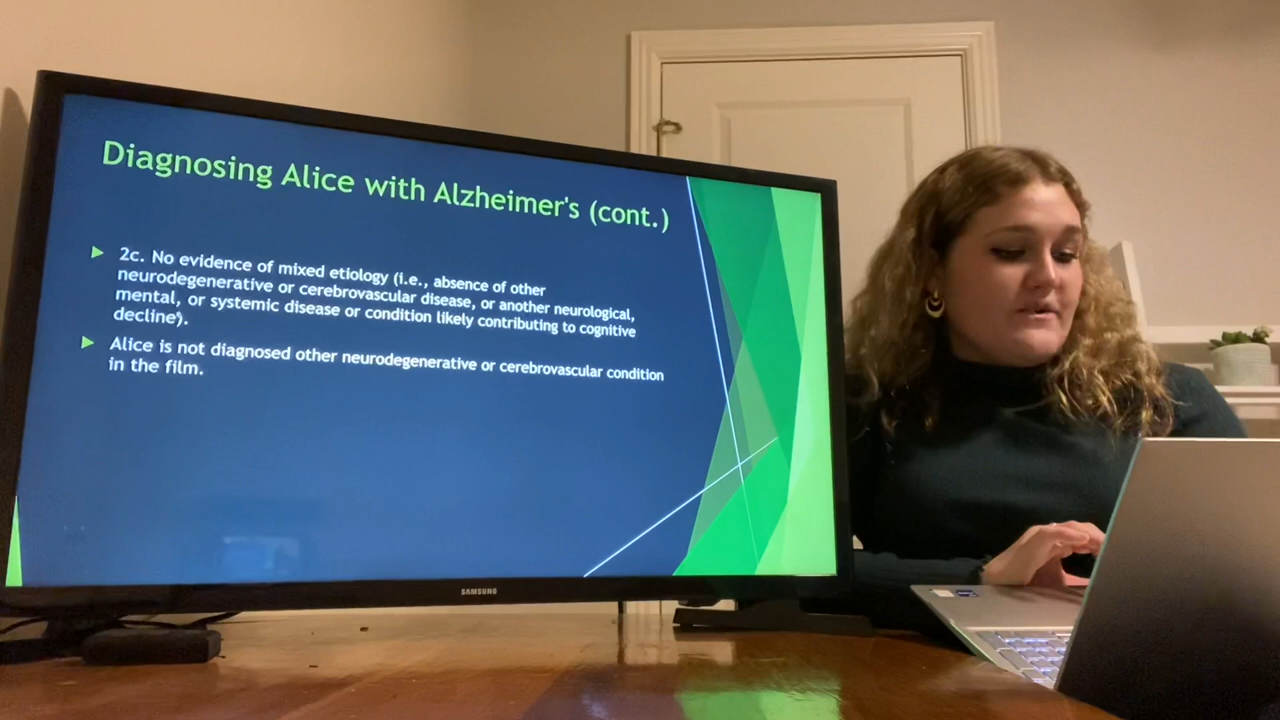 Diagnosing Alice with Alzheimer's (cont.)
2c. No evidence of mixed etiology (i.e., absence of other
neurodegenerative or cerebrovascular disease, or another neurological,
mental, or systemic disease or condition likely contributing to cognitive
decline').
Alice is not diagnosed other neurodegenerative or cerebrovascular condition
in the film.
SAMSUNG